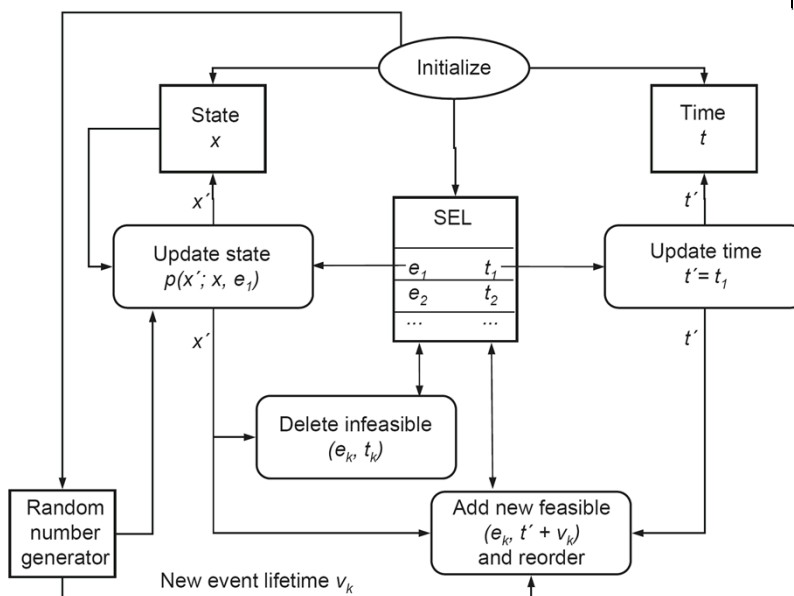 Initialize
State
x
Time
t
x´
t´
SEL
Update state
p(x´; x, e₁)
e₁ t₁
e₂ t₂
... ...
Update time
t´= t₁
x´
t´
Delete infeasible
(eₖ, tₖ)
Random
number
generator
Add new feasible
(eₖ, t´ + vₖ)
and reorder
New event lifetime vₖ